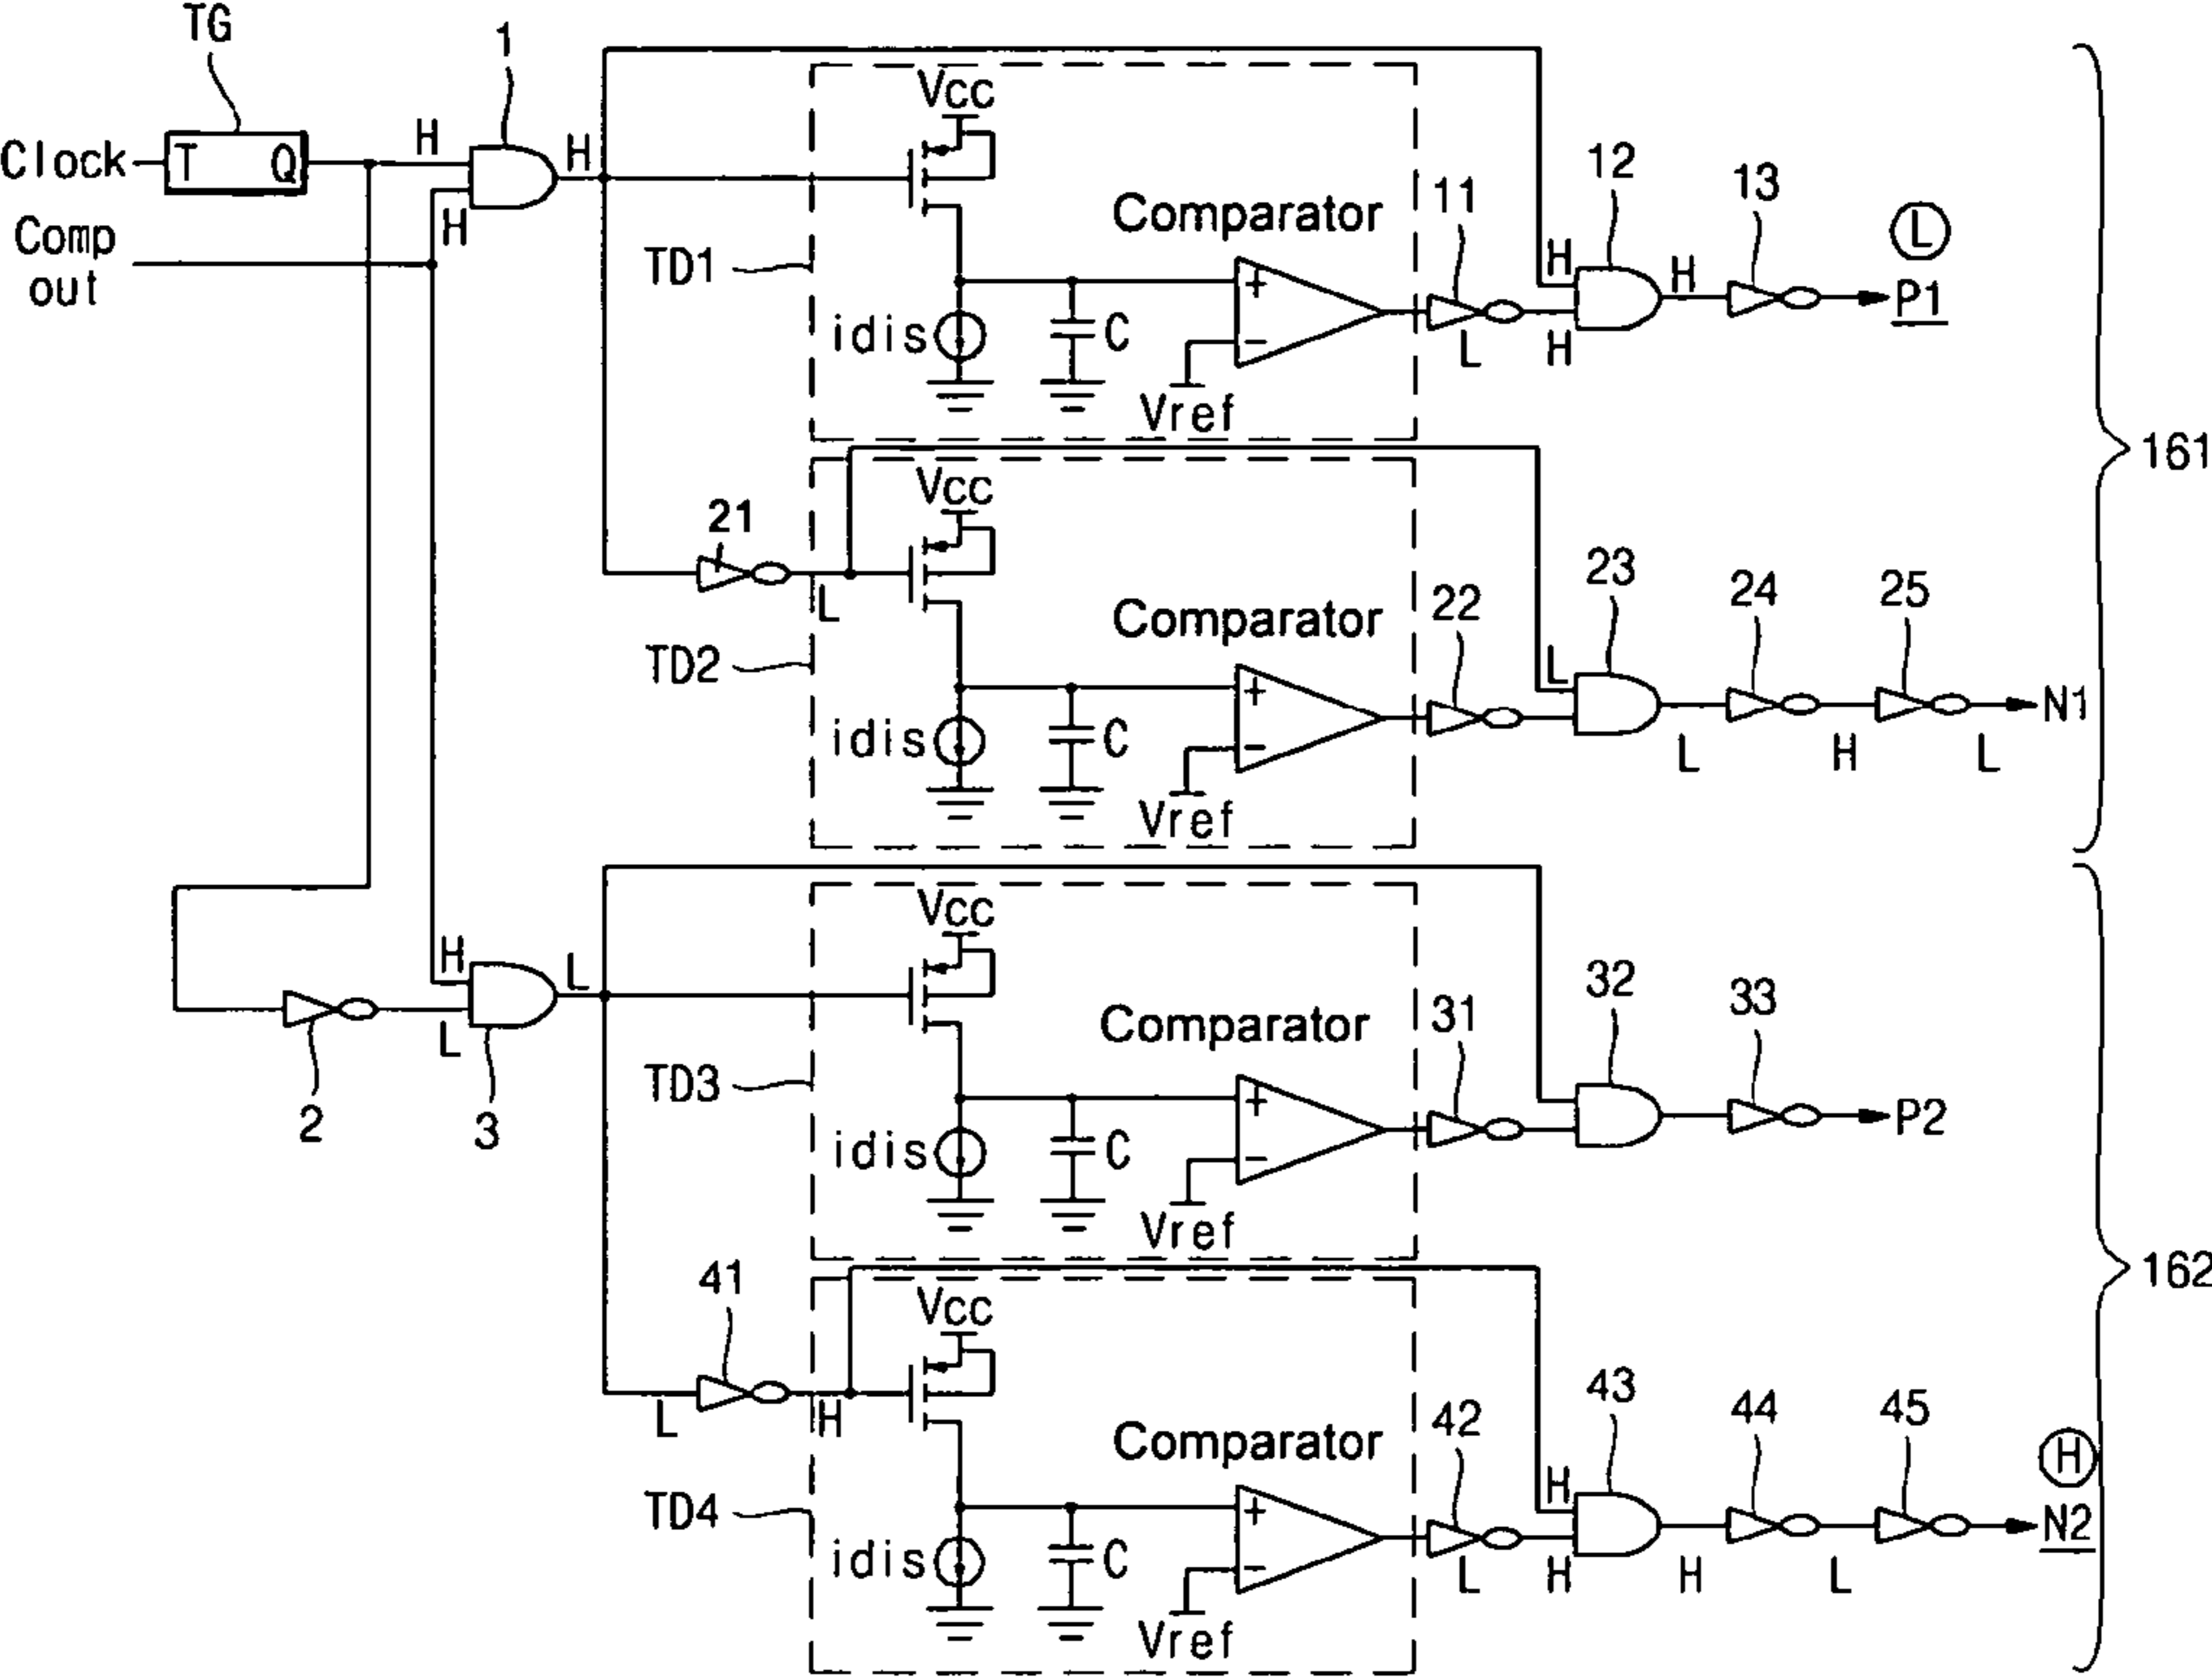 TG
1
Clock
T Q
H
H
H
Comp
out
Vcc
TD1
Comparator
idis
C
Vref
11
L
H
H
12
H
13
L
P1
161
21
L
Vcc
TD2
Comparator
idis
C
Vref
22
L
23
L
24
H
25
L
N1
2
H
L
3
L
Vcc
TD3
Comparator
idis
C
Vref
31
32
33
P2
162
41
L
H
Vcc
TD4
Comparator
idis
C
Vref
42
L
H
H
43
H
44
L
45
H
N2
+
−
+
−
+
−
+
−